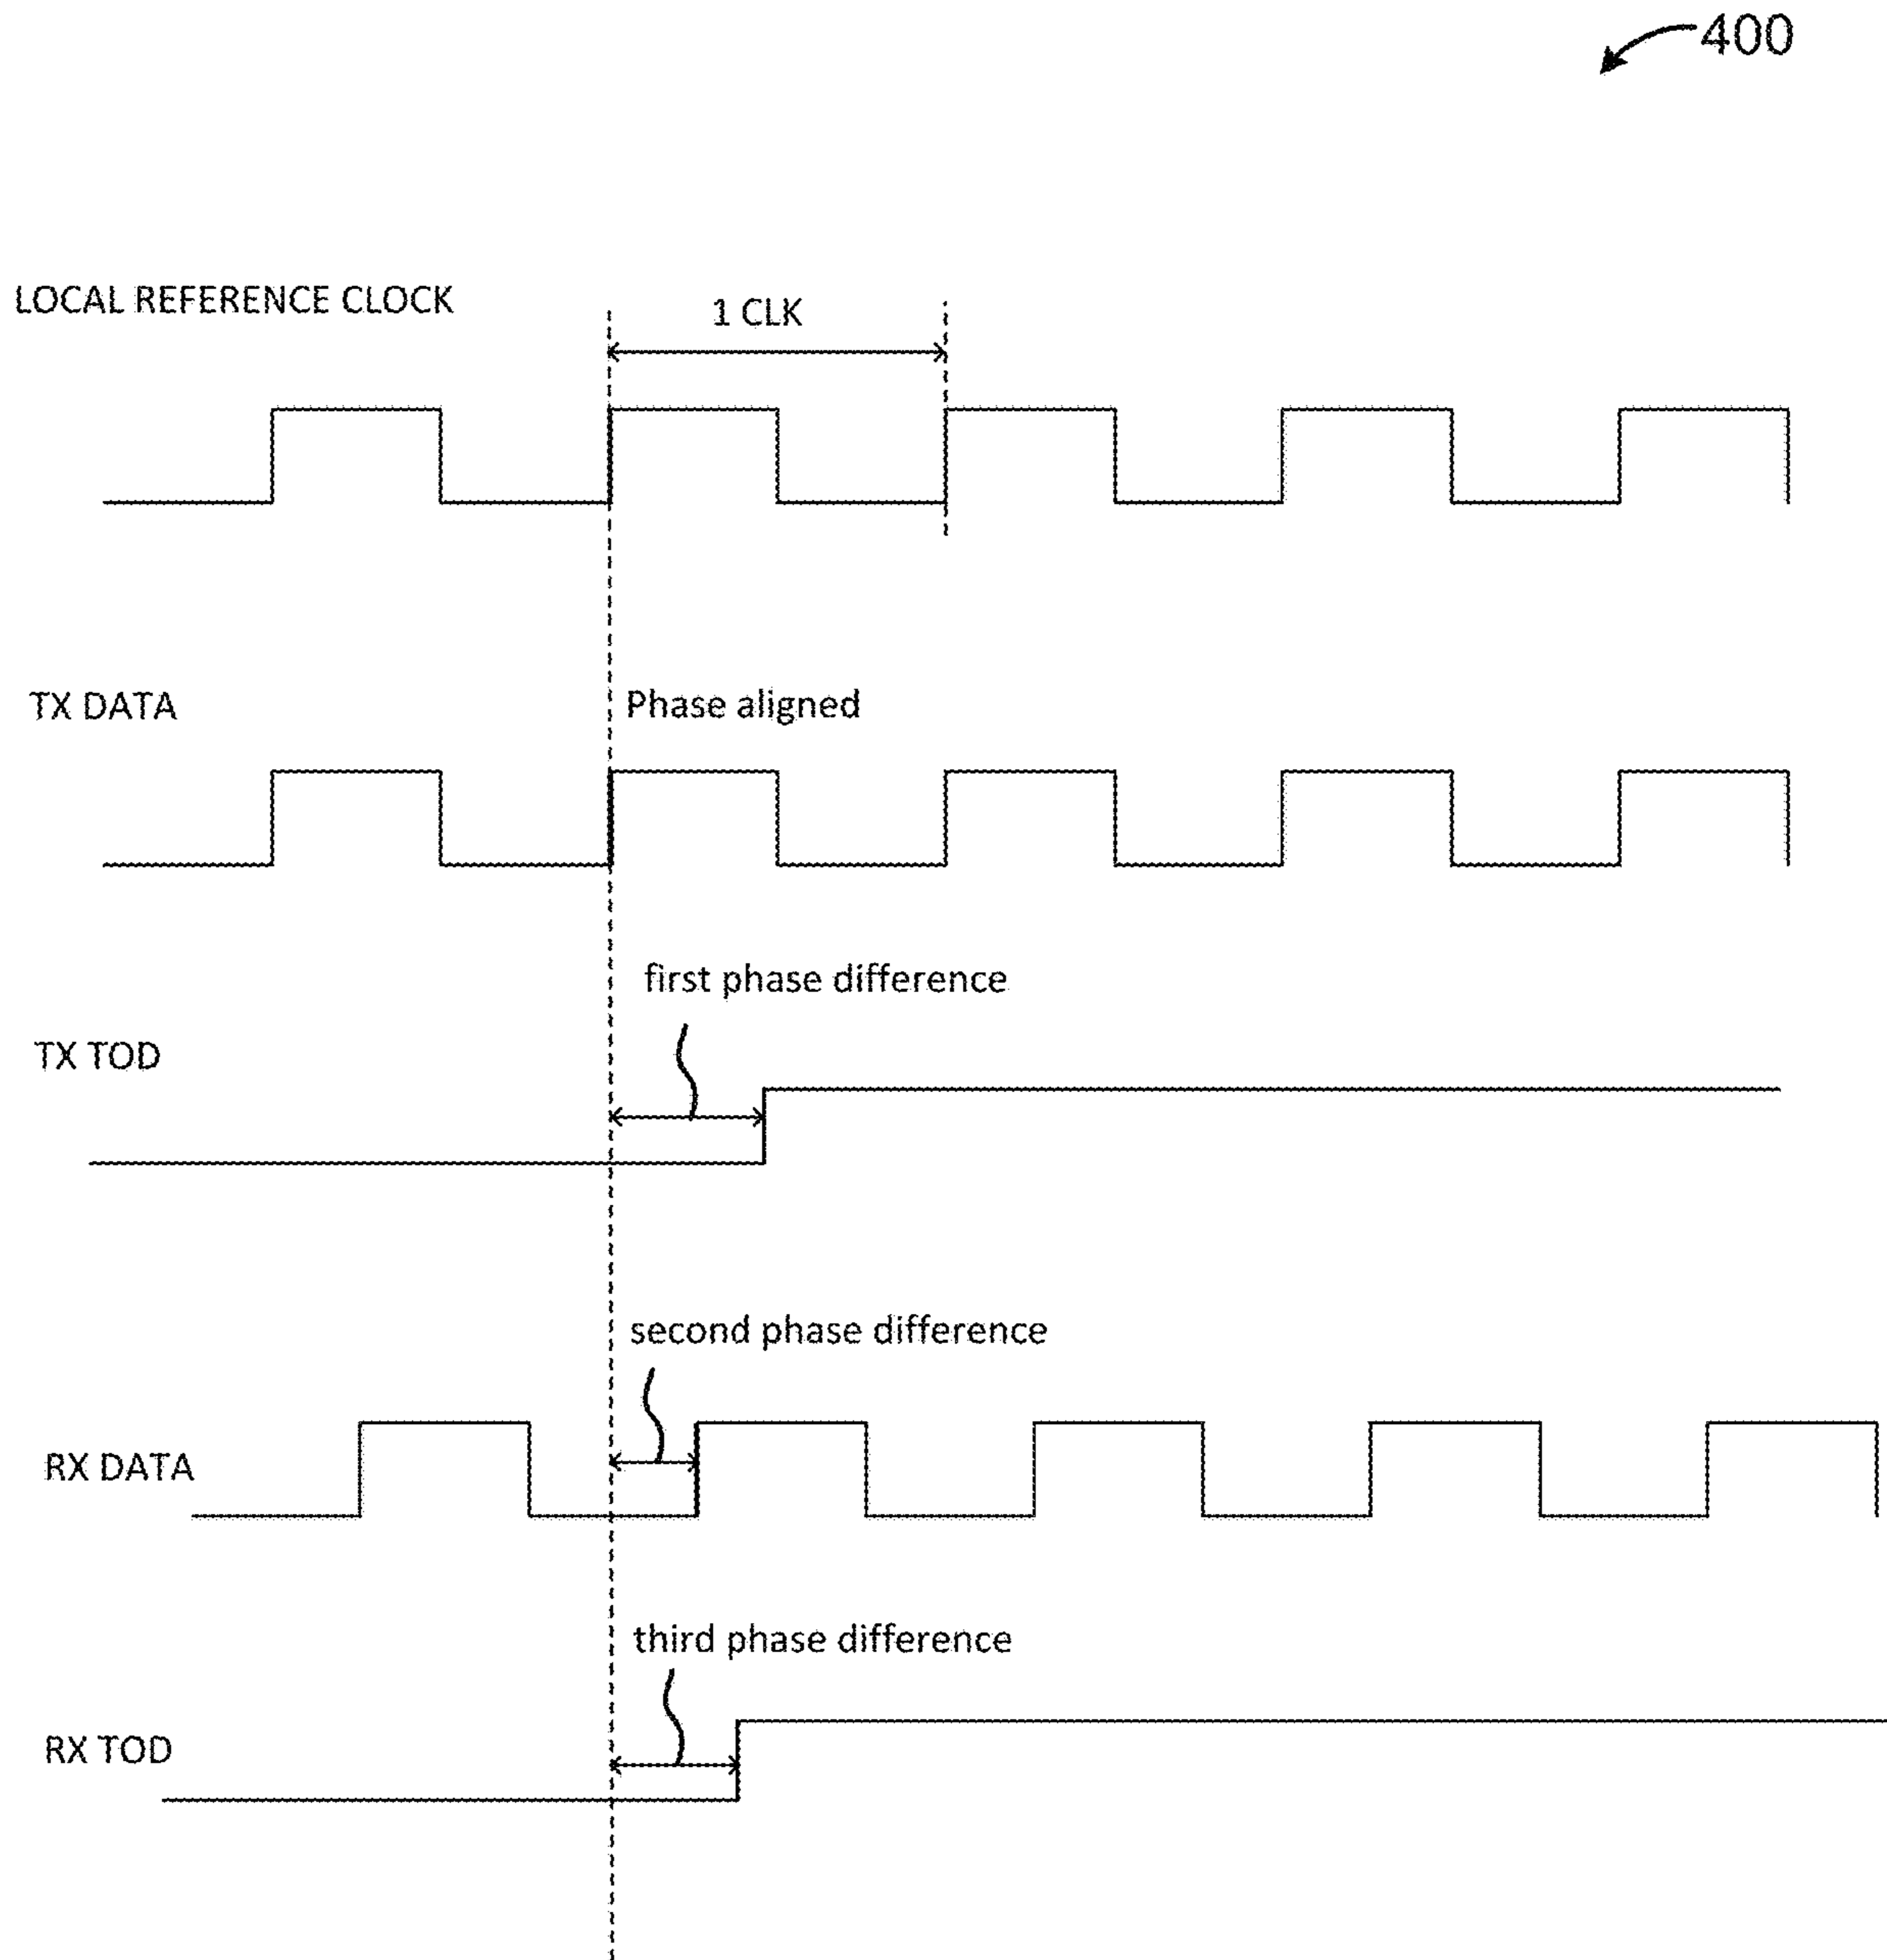 400
LOCAL REFERENCE CLOCK
1 CLK
TX DATA
Phase aligned
first phase difference
TX TOD
second phase difference
RX DATA
third phase difference
RX TOD